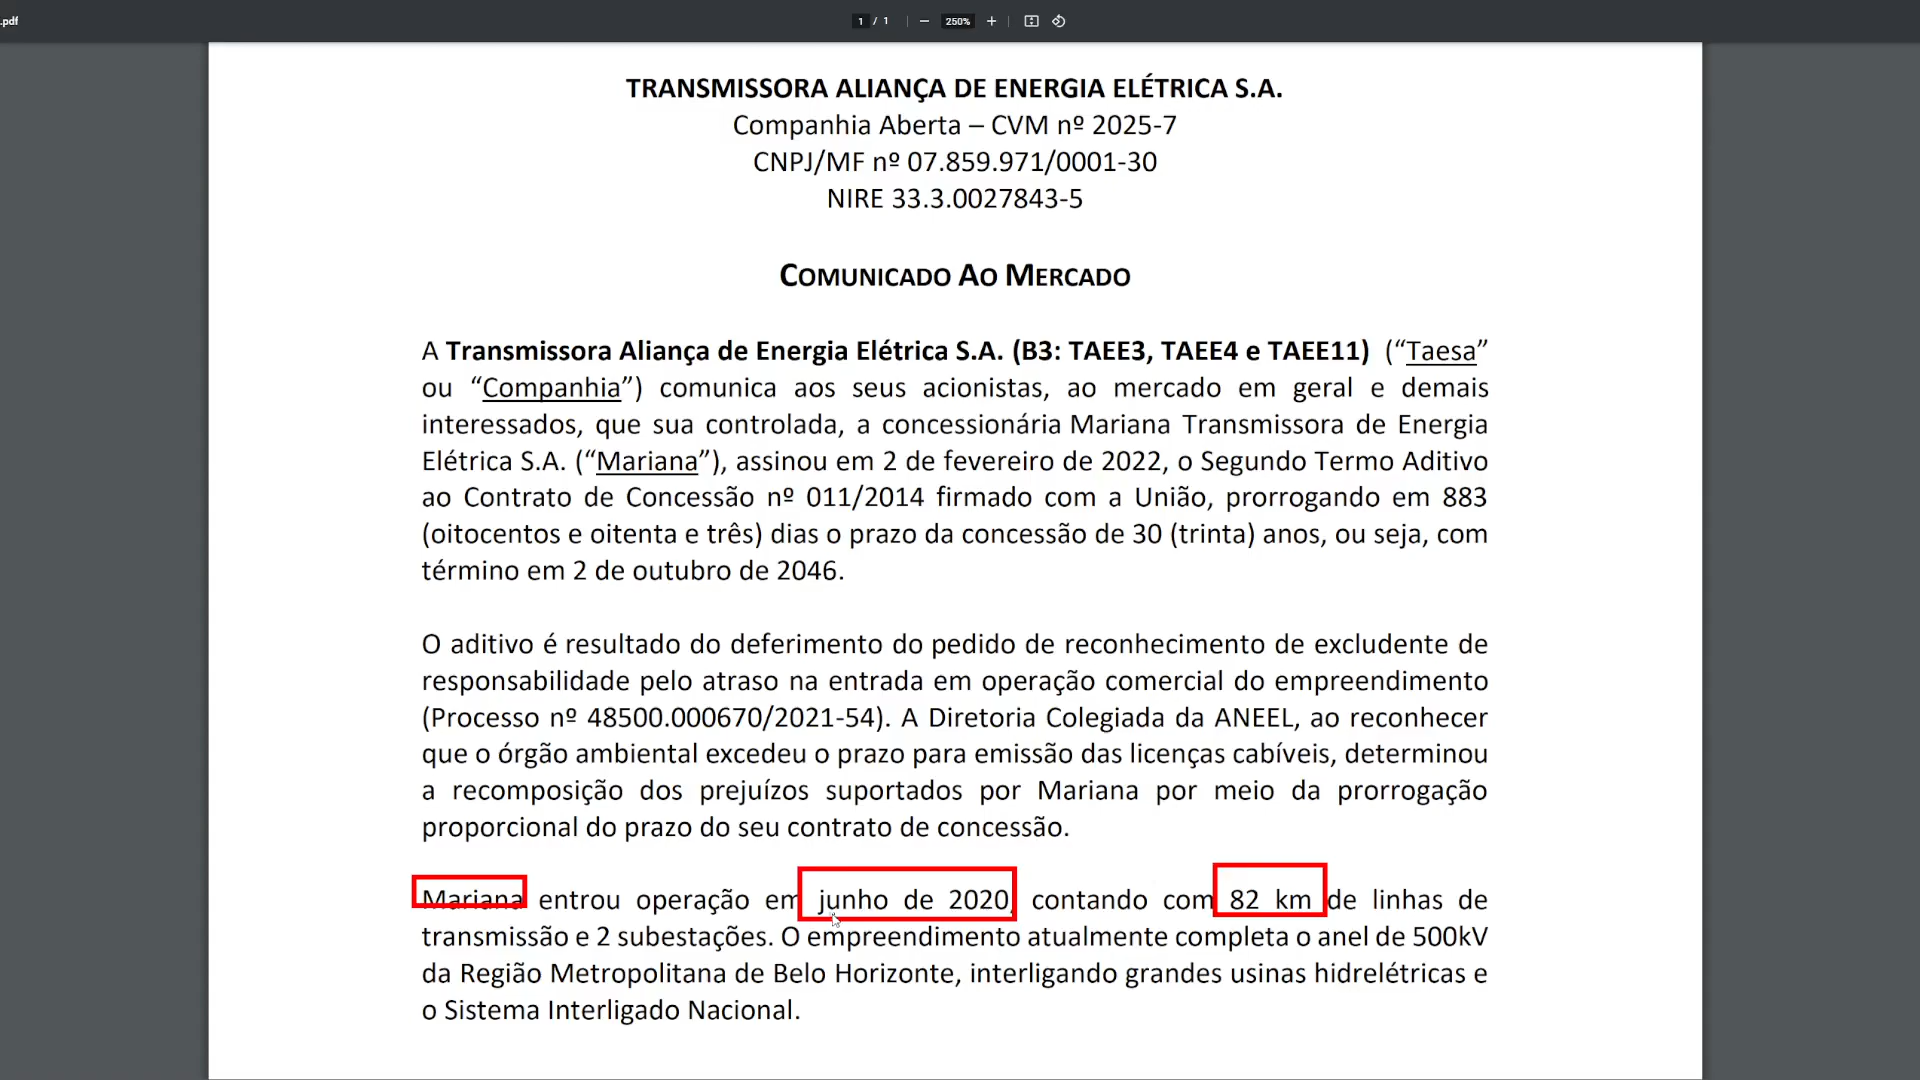 .pdf
1 / 1
250%
TRANSMISSORA ALIANÇA DE ENERGIA ELÉTRICA S.A.
Companhia Aberta – CVM nº 2025-7
CNPJ/MF nº 07.859.971/0001-30
NIRE 33.3.0027843-5
COMUNICADO AO MERCADO
A Transmissora Aliança de Energia Elétrica S.A. (B3: TAEE3, TAEE4 e TAEE11) (“Taesa”
ou “Companhia”) comunica aos seus acionistas, ao mercado em geral e demais
interessados, que sua controlada, a concessionária Mariana Transmissora de Energia
Elétrica S.A. (“Mariana”), assinou em 2 de fevereiro de 2022, o Segundo Termo Aditivo
ao Contrato de Concessão nº 011/2014 firmado com a União, prorrogando em 883
(oitocentos e oitenta e três) dias o prazo da concessão de 30 (trinta) anos, ou seja, com
término em 2 de outubro de 2046.
O aditivo é resultado do deferimento do pedido de reconhecimento de excludente de
responsabilidade pelo atraso na entrada em operação comercial do empreendimento
(Processo nº 48500.000670/2021-54). A Diretoria Colegiada da ANEEL, ao reconhecer
que o órgão ambiental excedeu o prazo para emissão das licenças cabíveis, determinou
a recomposição dos prejuízos suportados por Mariana por meio da prorrogação
proporcional do prazo do seu contrato de concessão.
Mariana entrou operação em junho de 2020, contando com 82 km de linhas de
transmissão e 2 subestações. O empreendimento atualmente completa o anel de 500kV
da Região Metropolitana de Belo Horizonte, interligando grandes usinas hidrelétricas e
o Sistema Interligado Nacional.